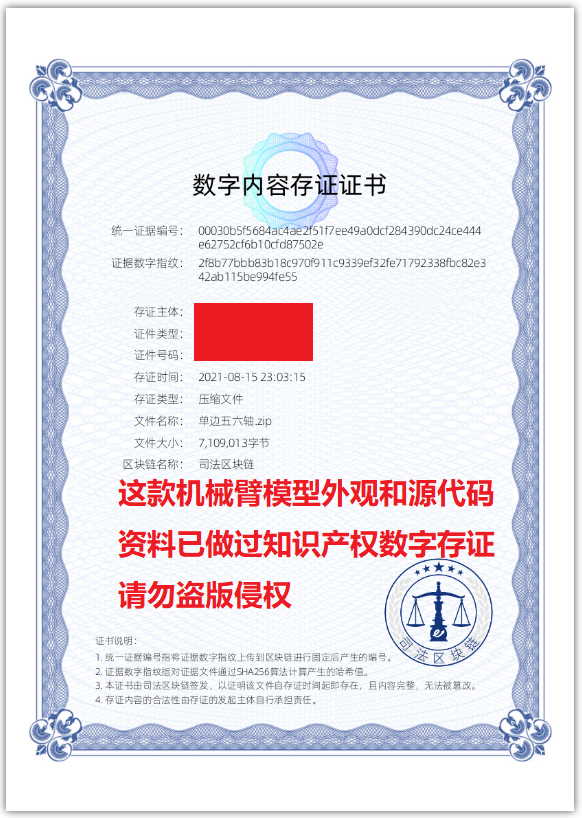 数字内容存证证书
统一证据编号： 00030b5f5684ac4ae2f51f7ee49a0dcf284390dc24ce444
e62752cf6b10cfd87502e
证据数字指纹： 2f8b77bbb83b18c970f911c9339ef32fe71792338fbc82e3
42ab115be994fe55
存证主体：
证件类型：
证件号码：
存证时间： 2021-08-15 23:03:15
存证类型： 压缩文件
文件名称： 单边五六轴.zip
文件大小： 7,109,013字节
区块链名称： 司法区块链
这款机械臂模型外观和源代码
资料已做过知识产权数字存证
请勿盗版侵权
司法区块链
证书说明：
1. 统一证据编号指将证据数字指纹上传到区块链进行固定后产生的编号。
2. 证据数字指纹指对证据文件通过SHA256算法计算产生的哈希值。
3. 本证书由司法区块链签发，以证明该文件自存证时间起即存在，且内容完整，无法被篡改。
4. 存证内容的合法性由存证的发起主体自行承担责任。